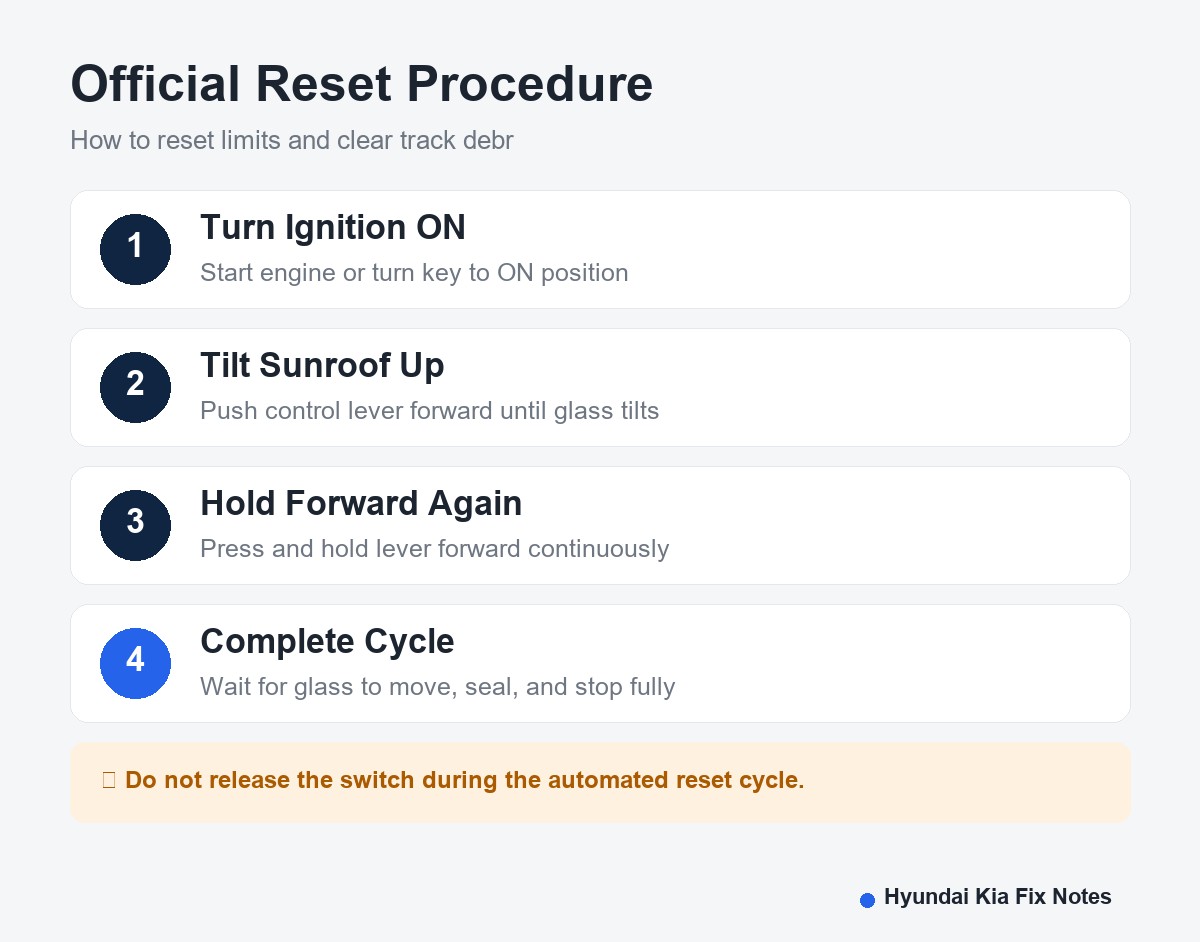 Official Reset Procedure
How to reset limits and clear track debr
1
Turn Ignition ON
Start engine or turn key to ON position
2
Tilt Sunroof Up
Push control lever forward until glass tilts
3
Hold Forward Again
Press and hold lever forward continuously
4
Complete Cycle
Wait for glass to move, seal, and stop fully
Do not release the switch during the automated reset cycle.
Hyundai Kia Fix Notes